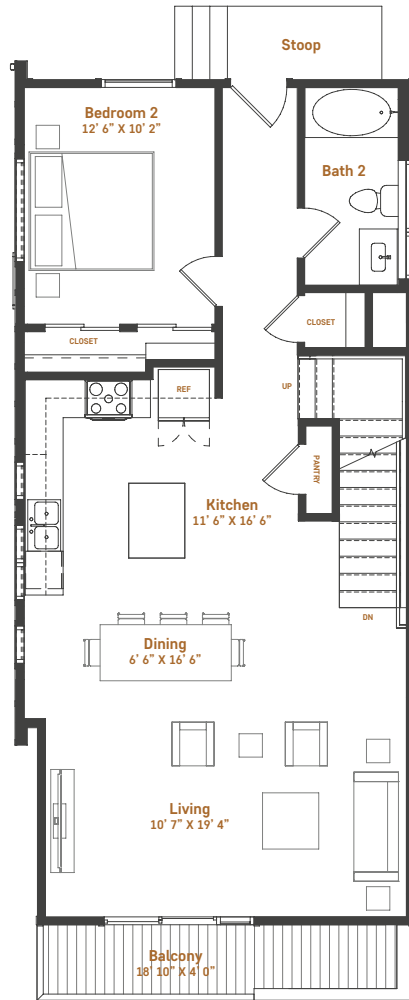 Stoop
Bedroom 2
12' 6" X 10' 2"
Bath 2
CLOSET
CLOSET
REF
UP
PANTRY
Kitchen
11' 6" X 16' 6"
DN
Dining
6' 6" X 16' 6"
Living
10' 7" X 19' 4"
Balcony
18' 10" X 4' 0"